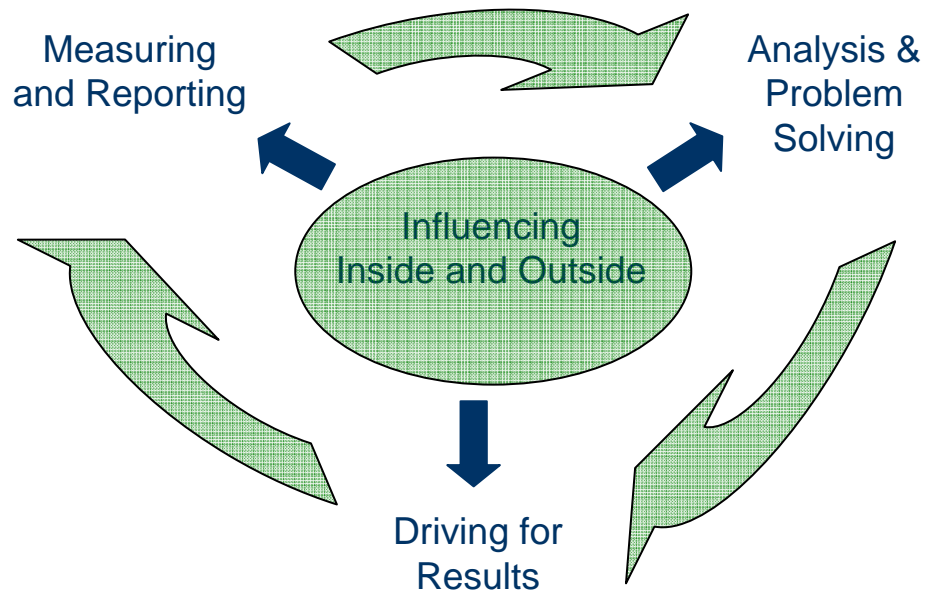 Measuring
and Reporting
Analysis &
Problem
Solving
Influencing
Inside and Outside
Driving for
Results